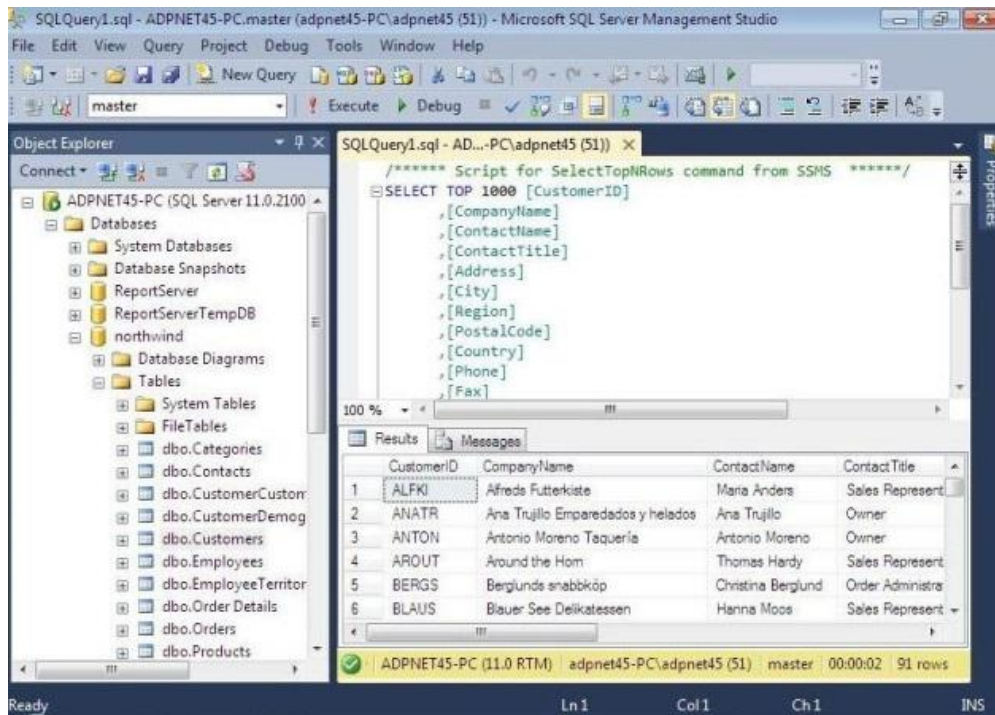 SQLQuery1.sql - ADPNET45-PC.master (adpnet45-PC\adpnet45 (51)) - Microsoft SQL Server Management Studio
File Edit View Query Project Debug Tools Window Help
New Query
master Execute Debug
Object Explorer
Connect
ADPNET45-PC (SQL Server 11.0.2100
Databases
System Databases
Database Snapshots
ReportServer
ReportServerTempDB
northwind
Database Diagrams
Tables
System Tables
FileTables
dbo.Categories
dbo.Contacts
dbo.CustomerCustom
dbo.CustomerDemog
dbo.Customers
dbo.Employees
dbo.EmployeeTerritor
dbo.Order Details
dbo.Orders
dbo.Products
SQLQuery1.sql - AD...-PC\adpnet45 (51))
/****** Script for SelectTopNRows command from SSMS ******/
SELECT TOP 1000 [CustomerID]
,[CompanyName]
,[ContactName]
,[ContactTitle]
,[Address]
,[City]
,[Region]
,[PostalCode]
,[Country]
,[Phone]
,[Fax]
100 %
Results Messages
CustomerID CompanyName ContactName ContactTitle
1 ALFKI Alfreds Futterkiste Maria Anders Sales Represent
2 ANATR Ana Trujillo Emparedados y helados Ana Trujillo Owner
3 ANTON Antonio Moreno Taquería Antonio Moreno Owner
4 AROUT Around the Horn Thomas Hardy Sales Represent
5 BERGS Berglunds snabbköp Christina Berglund Order Administra
6 BLAUS Blauer See Delikatessen Hanna Moos Sales Represent
ADPNET45-PC (11.0 RTM) adpnet45-PC\adpnet45 (51) master 00:00:02 91 rows
Properties
Ready Ln 1 Col 1 Ch 1 INS